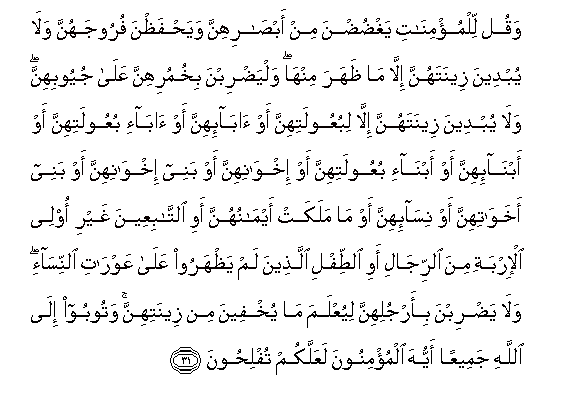 وَقُل لِّلْمُؤْمِنَٰتِ يَغْضُضْنَ مِنْ أَبْصَٰرِهِنَّ وَيَحْفَظْنَ فُرُوجَهُنَّ وَلَا
يُبْدِينَ زِينَتَهُنَّ إِلَّا مَا ظَهَرَ مِنْهَا ۖ وَلْيَضْرِبْنَ بِخُمُرِهِنَّ عَلَىٰ جُيُوبِهِنَّ ۖ
وَلَا يُبْدِينَ زِينَتَهُنَّ إِلَّا لِبُعُولَتِهِنَّ أَوْ ءَابَآئِهِنَّ أَوْ ءَابَآءِ بُعُولَتِهِنَّ أَوْ
أَبْنَآئِهِنَّ أَوْ أَبْنَآءِ بُعُولَتِهِنَّ أَوْ إِخْوَٰنِهِنَّ أَوْ بَنِىٓ إِخْوَٰنِهِنَّ أَوْ بَنِىٓ
أَخَوَٰتِهِنَّ أَوْ نِسَآئِهِنَّ أَوْ مَا مَلَكَتْ أَيْمَٰنُهُنَّ أَوِ ٱلتَّٰبِعِينَ غَيْرِ أُو۟لِى
ٱلْإِرْبَةِ مِنَ ٱلرِّجَالِ أَوِ ٱلطِّفْلِ ٱلَّذِينَ لَمْ يَظْهَرُوا۟ عَلَىٰ عَوْرَٰتِ ٱلنِّسَآءِ ۖ
وَلَا يَضْرِبْنَ بِأَرْجُلِهِنَّ لِيُعْلَمَ مَا يُخْفِينَ مِن زِينَتِهِنَّ ۚ وَتُوبُوٓا۟ إِلَى
ٱللَّهِ جَمِيعًا أَيُّهَ ٱلْمُؤْمِنُونَ لَعَلَّكُمْ تُفْلِحُونَ ٣١